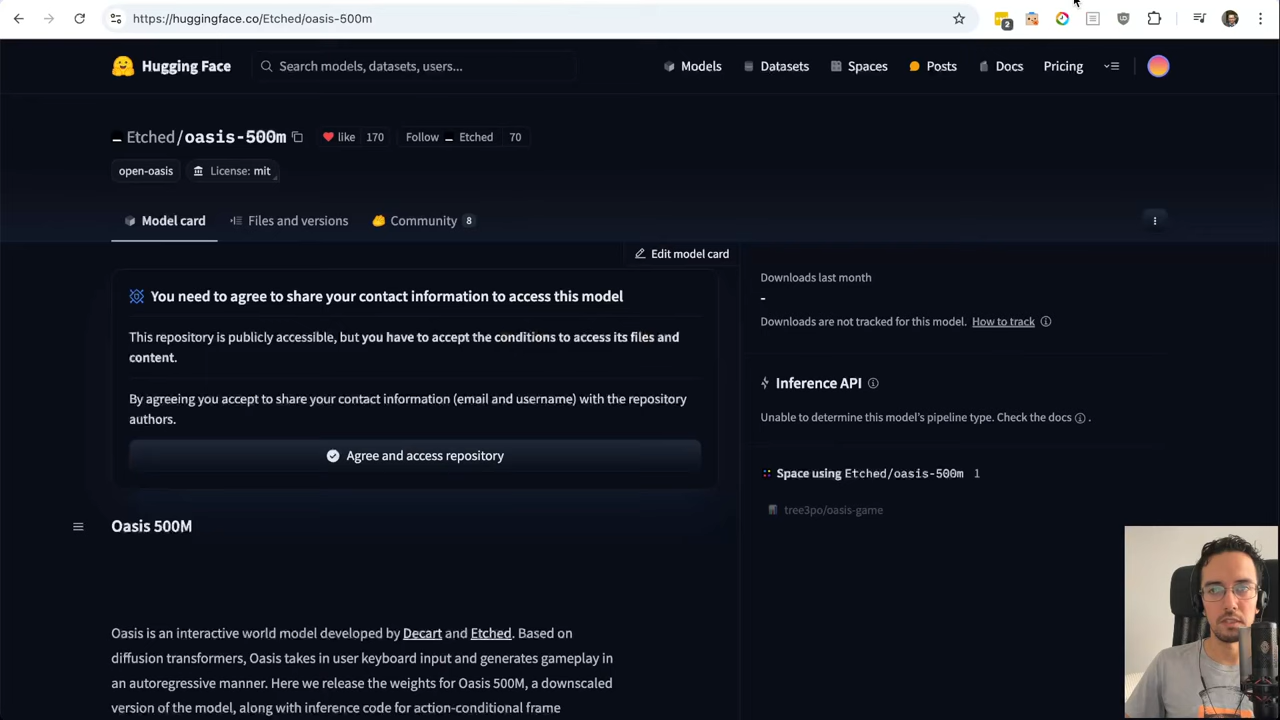 https://huggingface.co/Etched/oasis-500m
2
Hugging Face
Search models, datasets, users...
Models
Datasets
Spaces
Posts
Docs
Pricing
Etched/oasis-500m
like 170
Follow Etched 70
open-oasis
License: mit
Model card
Files and versions
Community 8
Edit model card
You need to agree to share your contact information to access this model
This repository is publicly accessible, but you have to accept the conditions to access its files and
content.
By agreeing you accept to share your contact information (email and username) with the repository
authors.
Agree and access repository
Oasis 500M
Oasis is an interactive world model developed by Decart and Etched. Based on
diffusion transformers, Oasis takes in user keyboard input and generates gameplay in
an autoregressive manner. Here we release the weights for Oasis 500M, a downscaled
version of the model, along with inference code for action-conditional frame
Downloads last month
-
Downloads are not tracked for this model. How to track
Inference API
Unable to determine this model's pipeline type. Check the docs .
Space using Etched/oasis-500m 1
tree3po/oasis-game